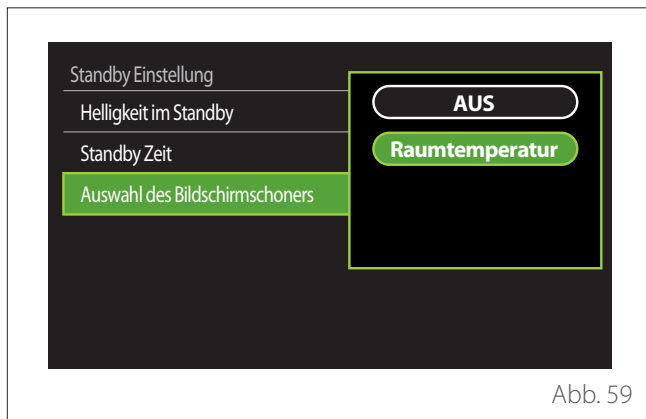 Standby Einstellung
Helligkeit im Standby
Standby Zeit
Auswahl des Bildschirmschoners
AUS
Raumtemperatur
Abb. 59